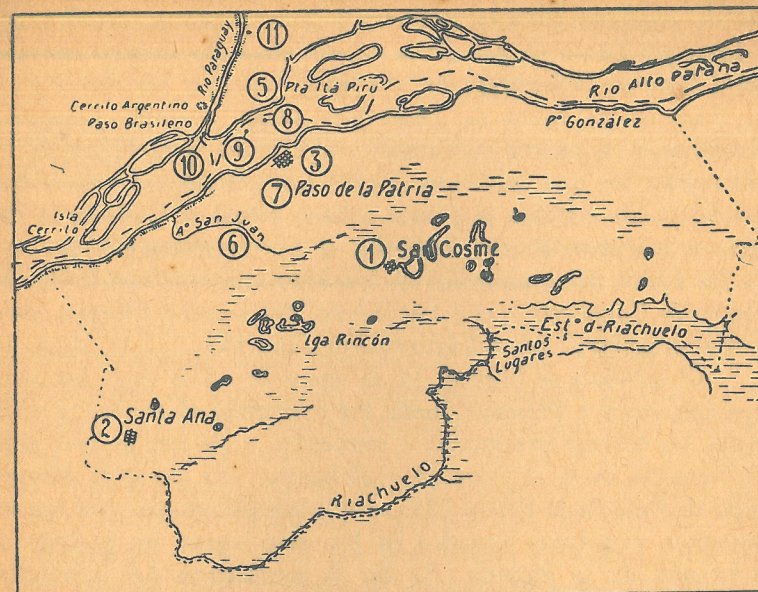 11
Rio Paraguay
5
Pta Itá Pirú
Rio Alto Paraná
Cerrito Argentino
Paso Brasileno
8
Pº González
10
9
3
7 Paso de la Patria
Isla
Cerrito
Aº San Juan
6
1 San Cosme
Estº d-Riachuelo
Lga Rincón
Santos
Lugares
2 Santa Ana
Riachuelo